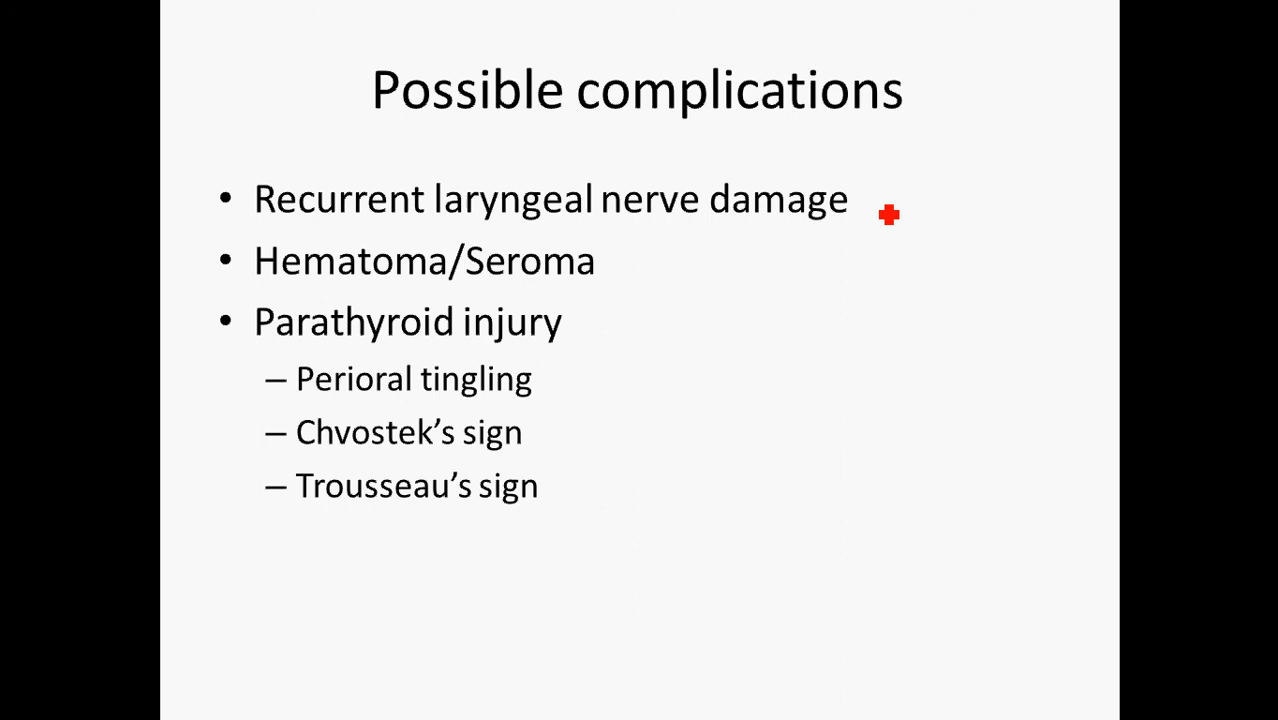 Possible complications
• Recurrent laryngeal nerve damage
• Hematoma/Seroma
• Parathyroid injury
– Perioral tingling
– Chvostek’s sign
– Trousseau’s sign